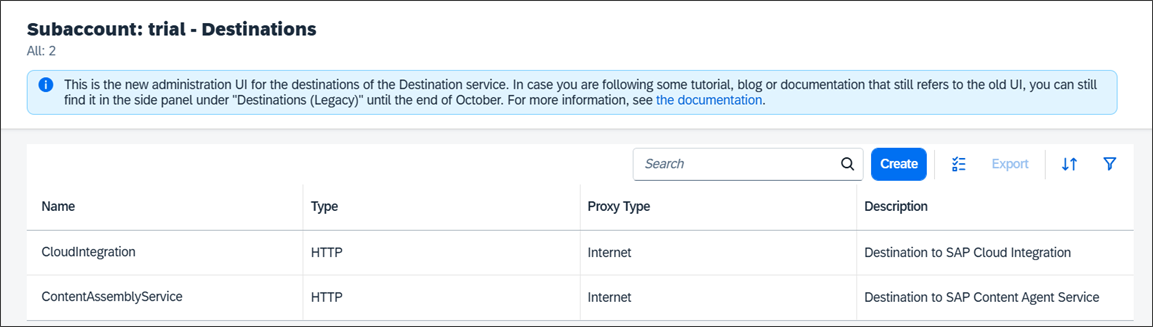 Subaccount: trial - Destinations
All: 2
This is the new administration UI for the destinations of the Destination service. In case you are following some tutorial, blog or documentation that still refers to the old UI, you can still
find it in the side panel under "Destinations (Legacy)" until the end of October. For more information, see the documentation.
Search Create Export
Name Type Proxy Type Description
CloudIntegration HTTP Internet Destination to SAP Cloud Integration
ContentAssemblyService HTTP Internet Destination to SAP Content Agent Service